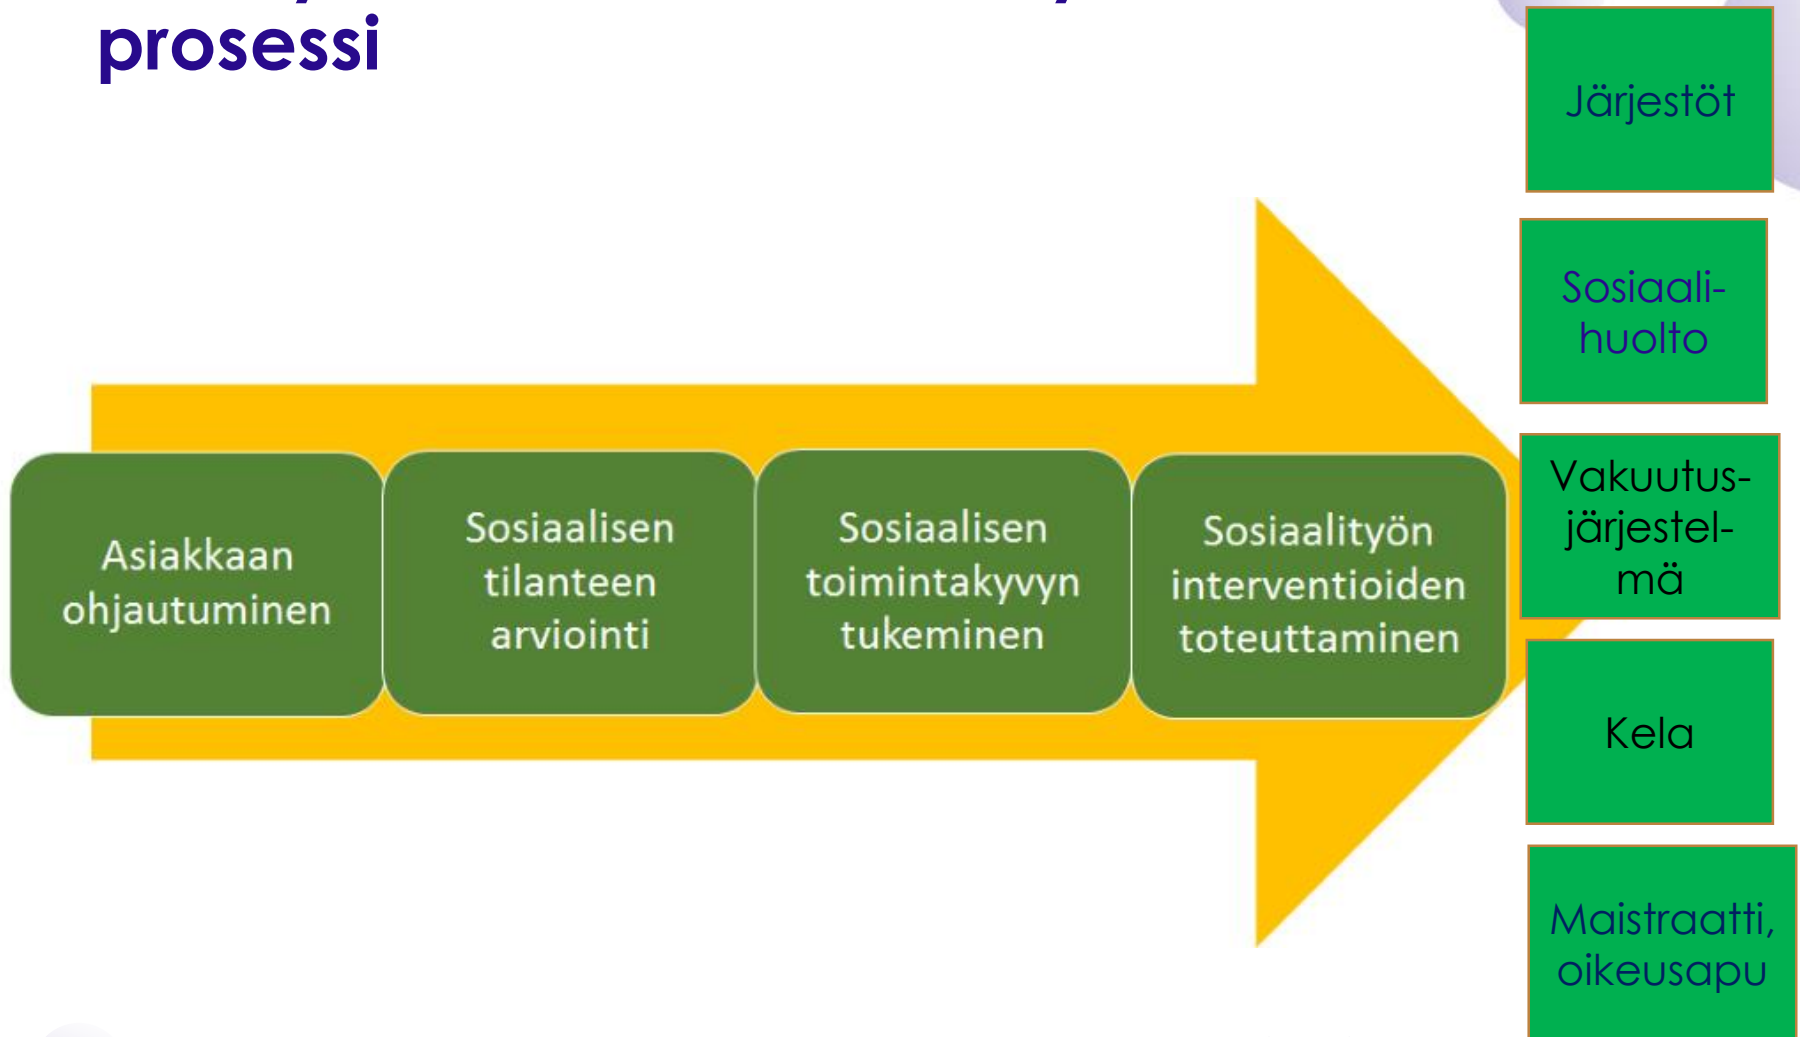 prosessi
Järjestöt
Sosiaali-
huolto
Vakuutus-
järjestel-
mä
Kela
Maistraatti,
oikeusapu
Asiakkaan
ohjautuminen
Sosiaalisen
tilanteen
arviointi
Sosiaalisen
toimintakyvyn
tukeminen
Sosiaalityön
interventioiden
toteuttaminen